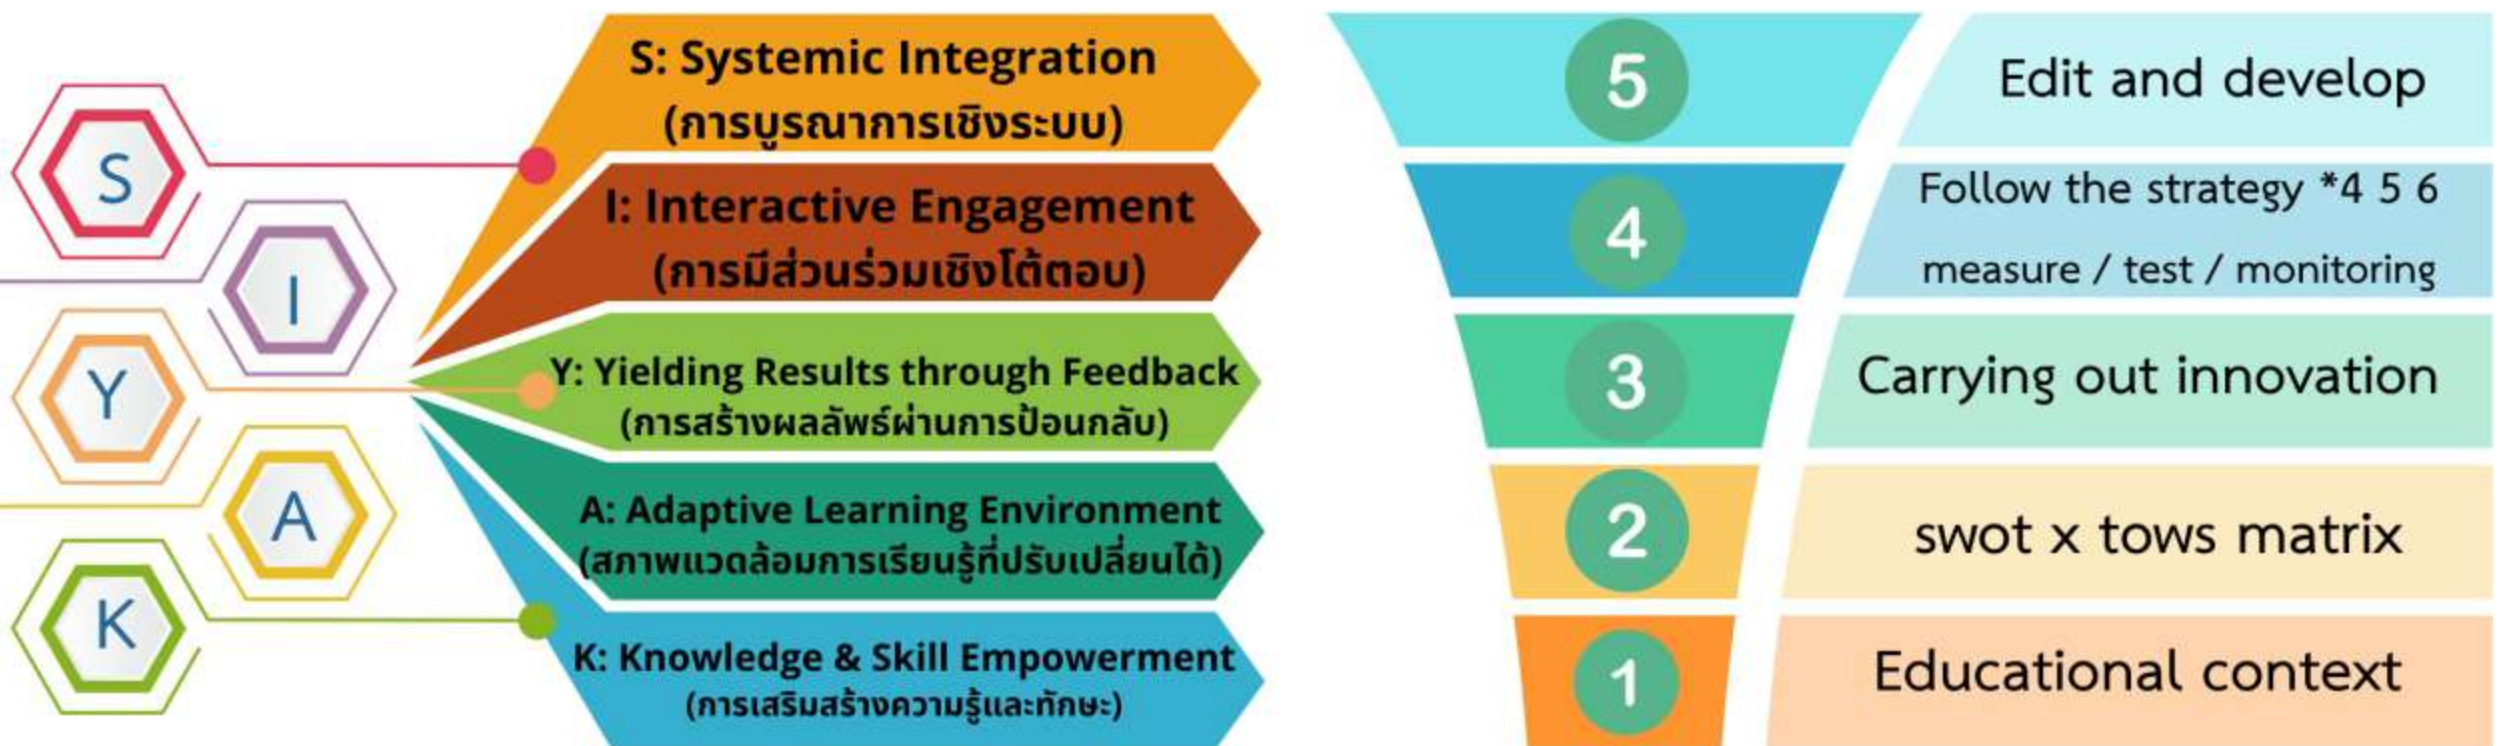 S
I
Y
A
K
S: Systemic Integration
(การบูรณาการเชิงระบบ)
I: Interactive Engagement
(การมีส่วนร่วมเชิงโต้ตอบ)
Y: Yielding Results through Feedback
(การสร้างผลลัพธ์ผ่านการป้อนกลับ)
A: Adaptive Learning Environment
(สภาพแวดล้อมการเรียนรู้ที่ปรับเปลี่ยนได้)
K: Knowledge & Skill Empowerment
(การเสริมสร้างความรู้และทักษะ)
5
Edit and develop
4
Follow the strategy *4 5 6
measure / test / monitoring
3
Carrying out innovation
2
swot x tows matrix
1
Educational context